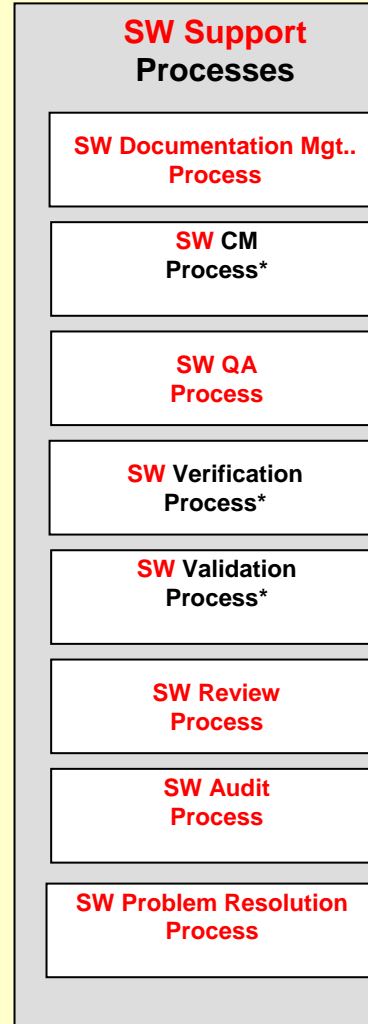 SW Support
Processes
SW Documentation Mgt..
Process
SW CM
Process*
SW QA
Process
SW Verification
Process*
SW Validation
Process*
SW Review
Process
SW Audit
Process
SW Problem Resolution
Process